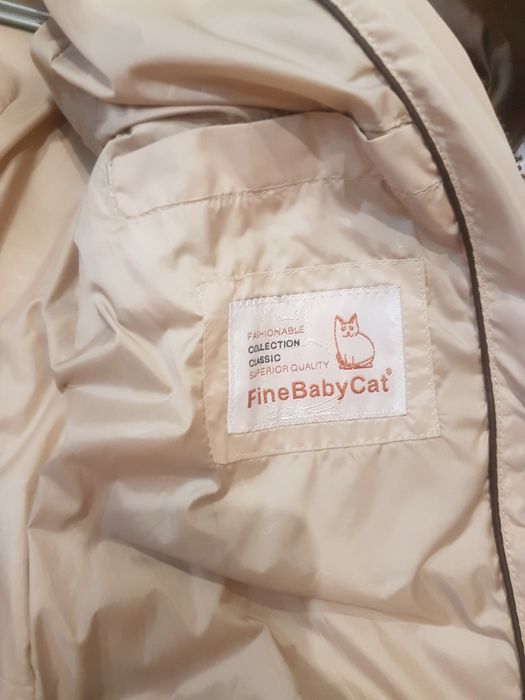 FASHIONABLE
COLLECTION
CLASSIC
SUPERIOR QUALITY
FineBabyCat®